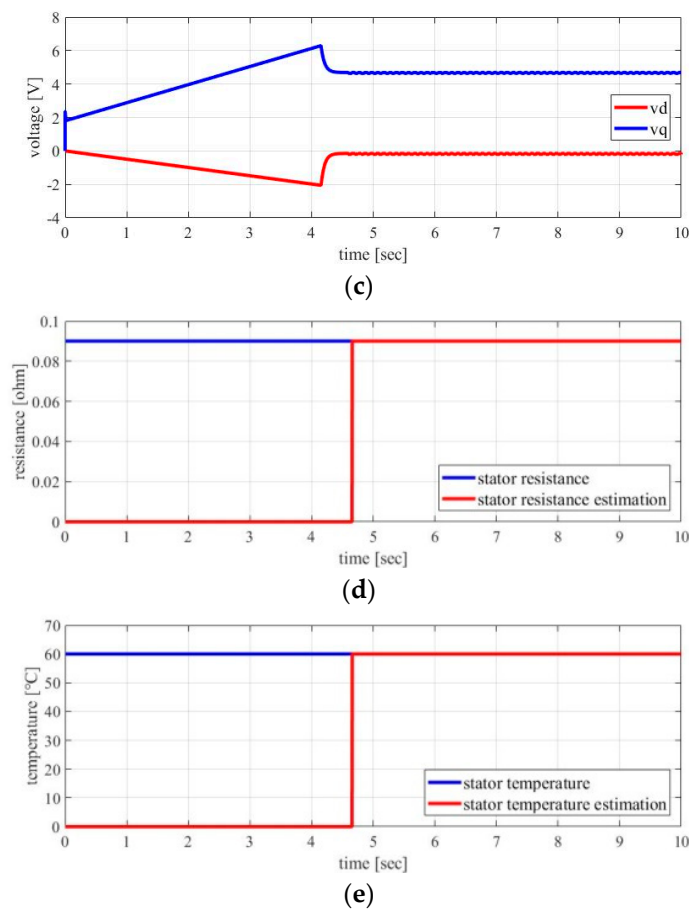 8
6
4
2
0
-2
-4
voltage [V]
vd
vq
0 1 2 3 4 5 6 7 8 9 10
time [sec]
(c)
0.1
0.08
0.06
0.04
0.02
0
resistance [ohm]
stator resistance
stator resistance estimation
0 1 2 3 4 5 6 7 8 9 10
time [sec]
(d)
70
60
50
40
30
20
10
0
temperature [℃]
stator temperature
stator temperature estimation
0 1 2 3 4 5 6 7 8 9 10
time [sec]
(e)